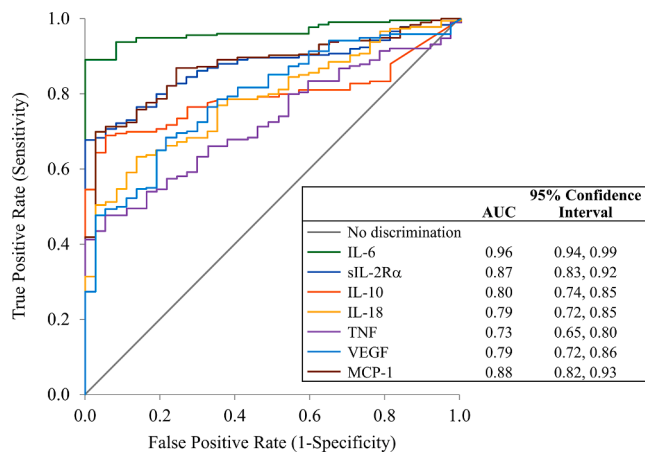 1.0
0.8
0.6
0.4
0.2
0.0
True Positive Rate (Sensitivity)
AUC 95% Confidence Interval
No discrimination
IL-6 0.96 0.94, 0.99
sIL-2Rα 0.87 0.83, 0.92
IL-10 0.80 0.74, 0.85
IL-18 0.79 0.72, 0.85
TNF 0.73 0.65, 0.80
VEGF 0.79 0.72, 0.86
MCP-1 0.88 0.82, 0.93
0.0 0.2 0.4 0.6 0.8 1.0
False Positive Rate (1-Specificity)